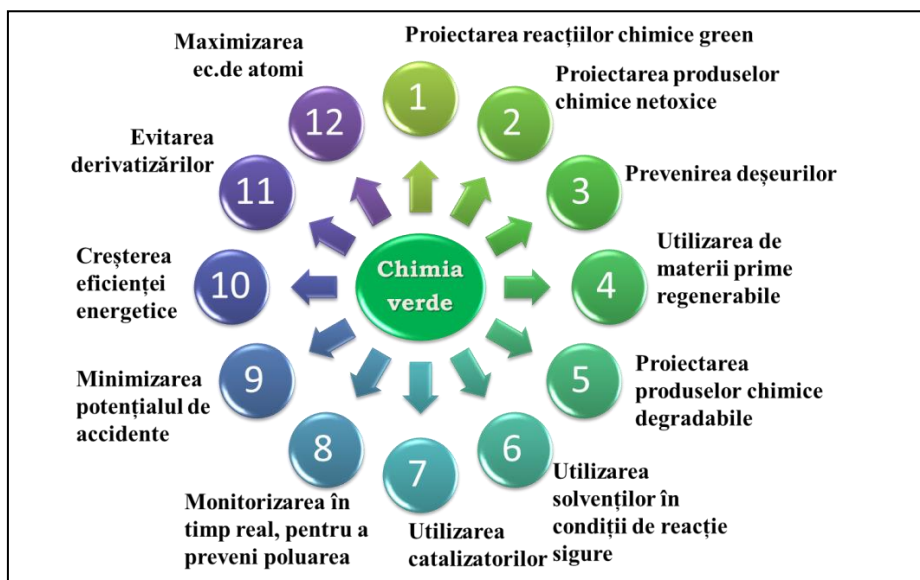 Chimia
verde
1
Proiectarea reacțiilor chimice green
2
Proiectarea produselor
chimice netoxice
3
Prevenirea deșeurilor
4
Utilizarea de
materii prime
regenerabile
5
Proiectarea
produselor chimice
degradabile
6
Utilizarea
solvenților în
condiții de reacție
sigure
7
Utilizarea
catalizatorilor
8
Monitorizarea în
timp real, pentru a
preveni poluarea
9
Minimizarea
potențialul de
accidente
10
Creșterea
eficienței
energetice
11
Evitarea
derivatizărilor
12
Maximizarea
ec.de atomi